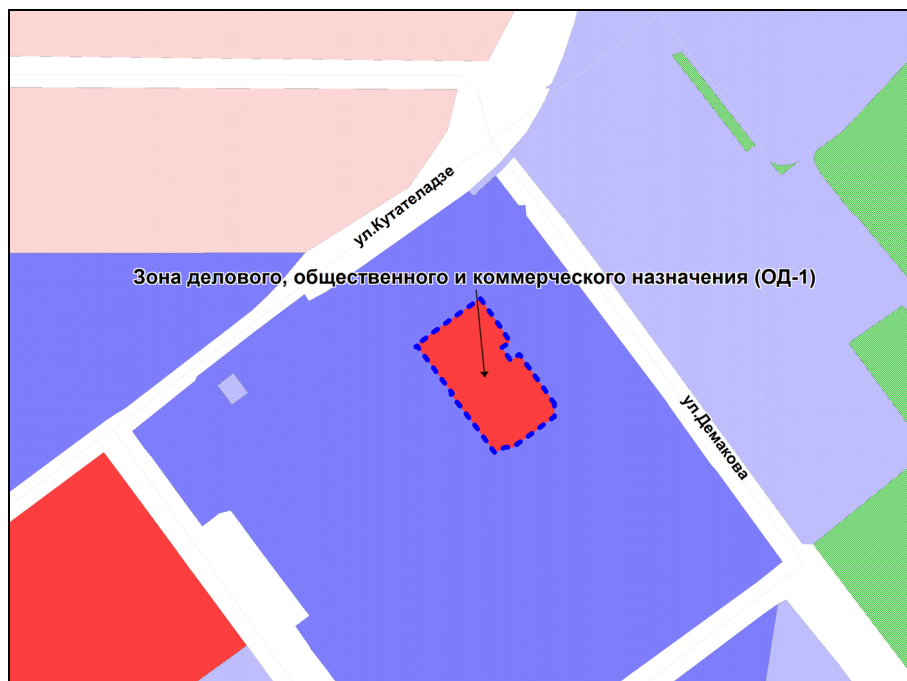 ул.Кутателадзе
Зона делового, общественного и коммерческого назначения (ОД-1)
ул.Демакова